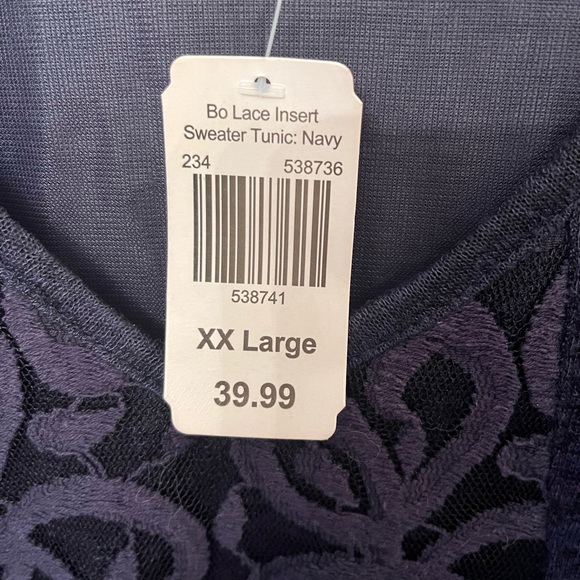 Bo Lace Insert
Sweater Tunic: Navy
234 538736
538741
XX Large
39.99